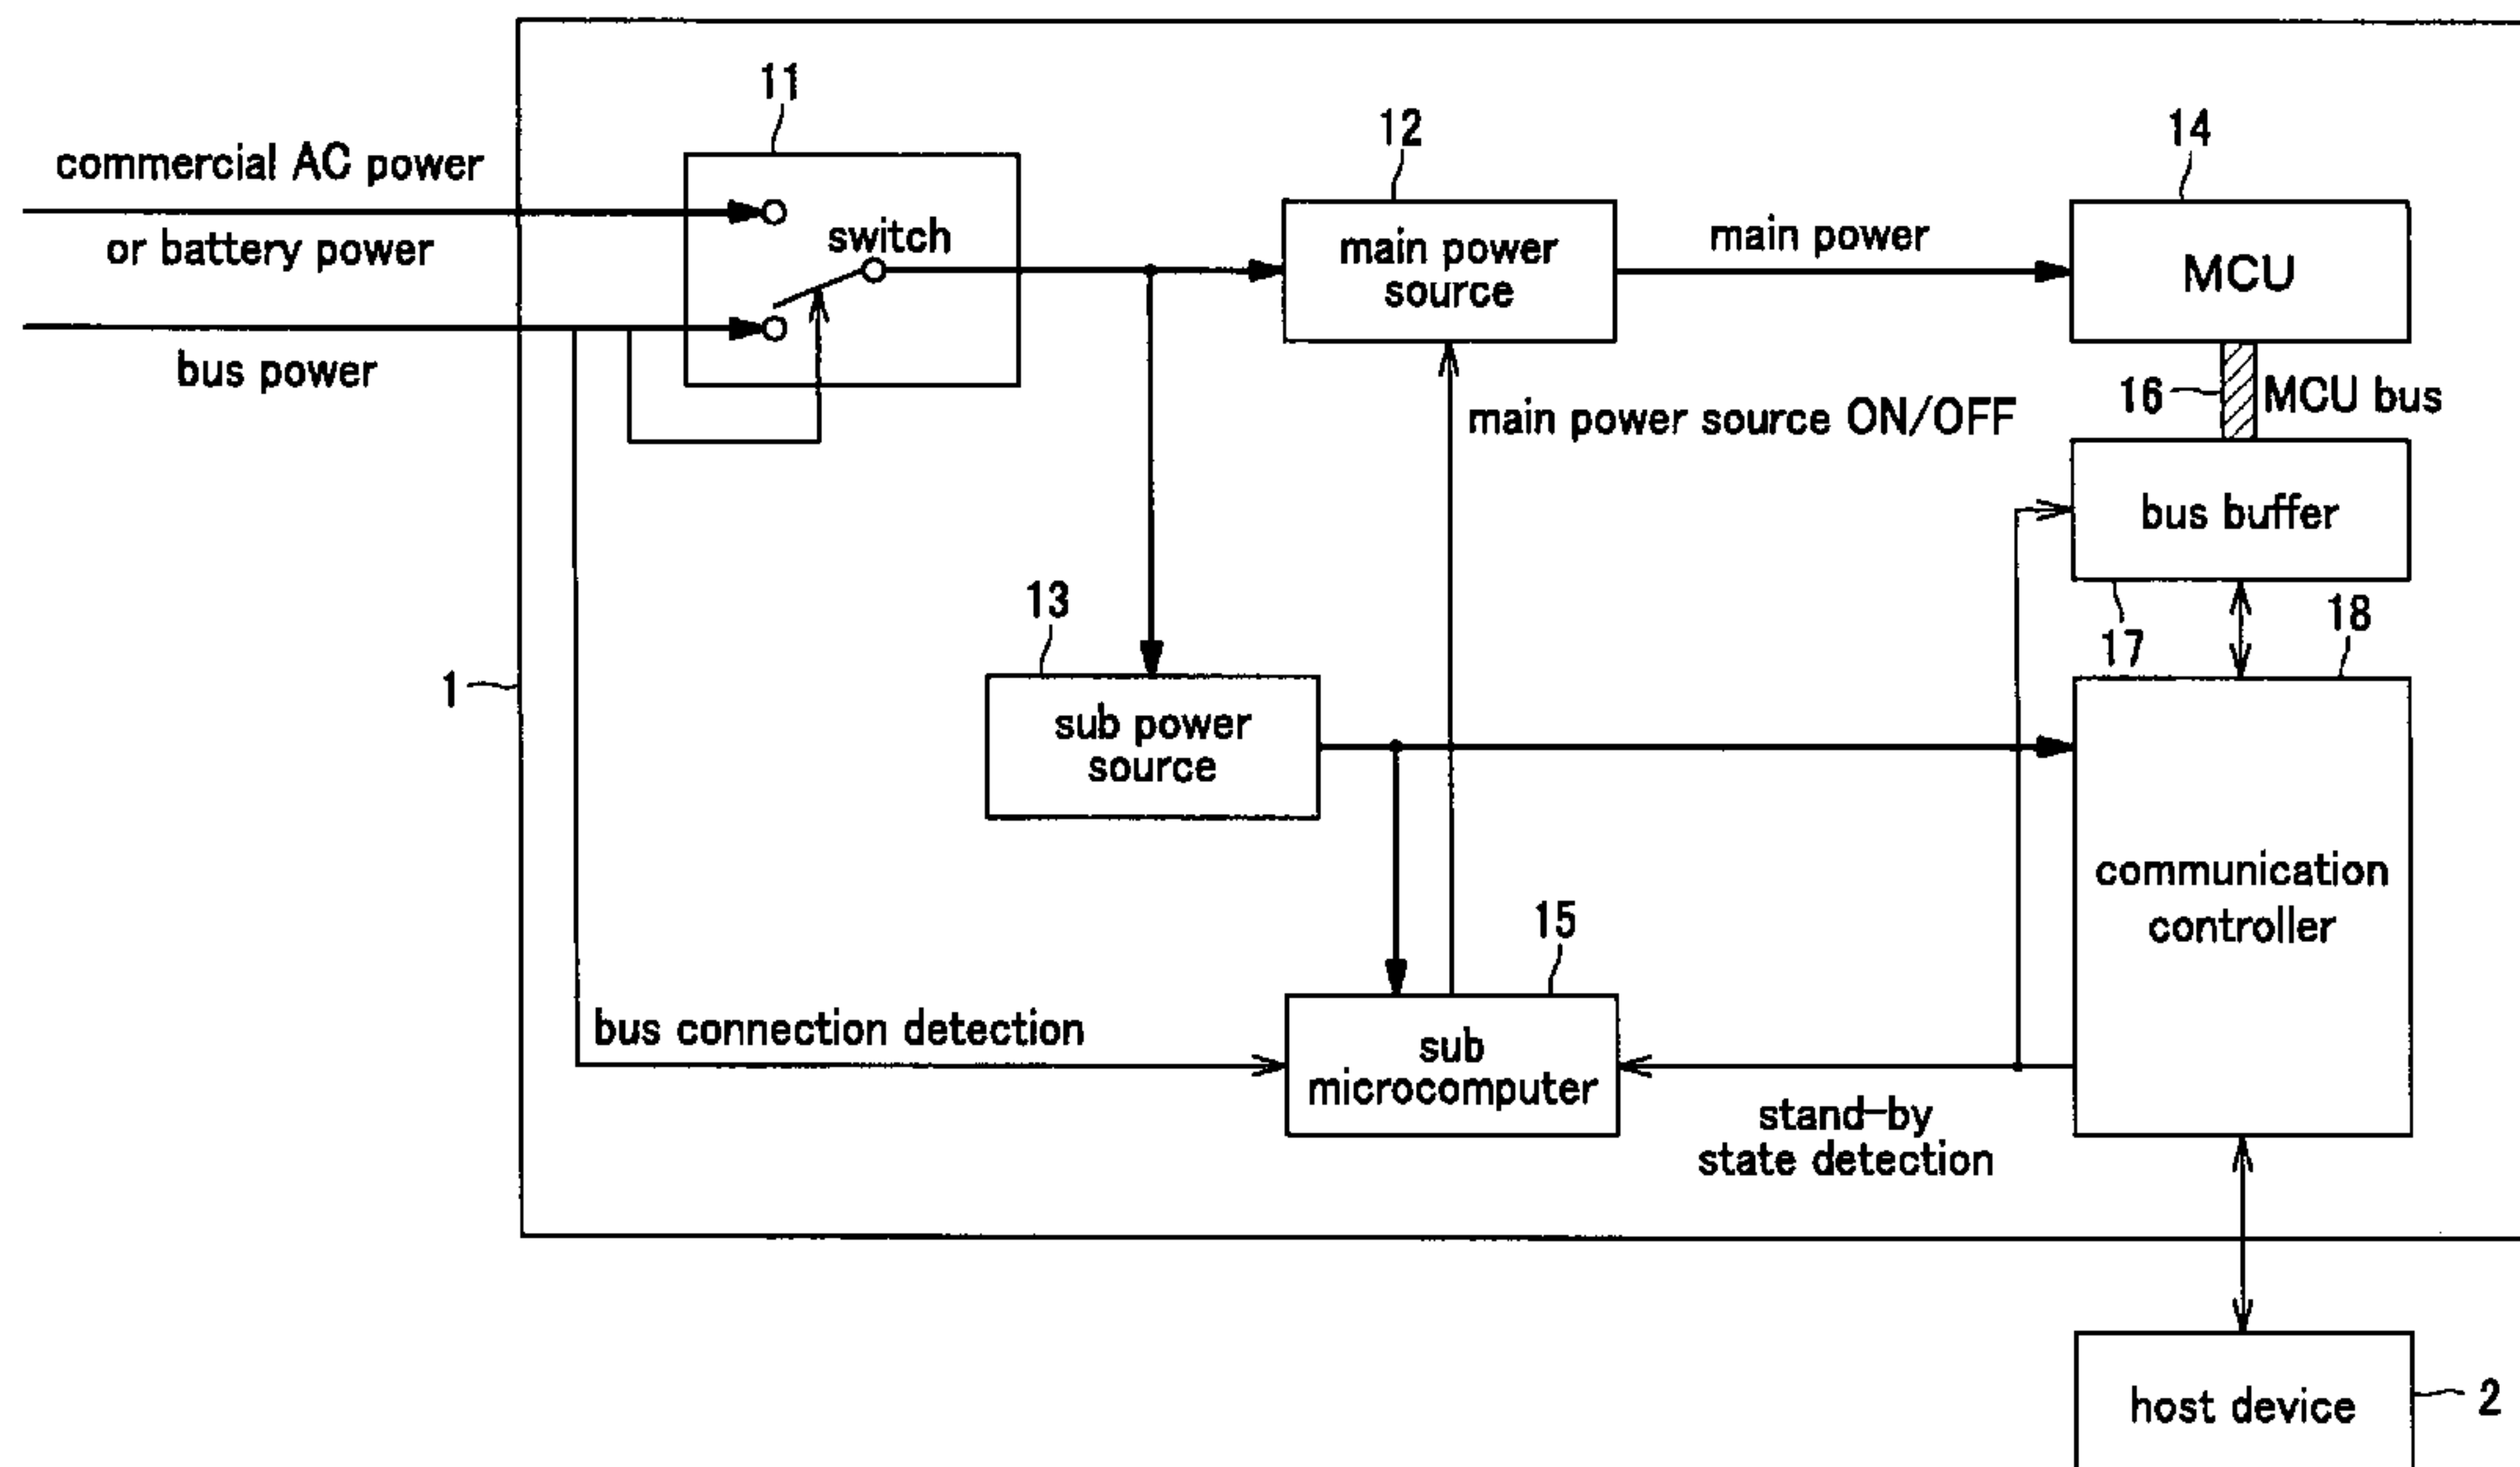 11
12
14
commercial AC power
or battery power
switch
main power
source
main power
MCU
bus power
16
MCU bus
main power source ON/OFF
bus buffer
13
17
18
1
sub power
source
communication
controller
15
bus connection detection
sub
microcomputer
stand-by
state detection
host device
2